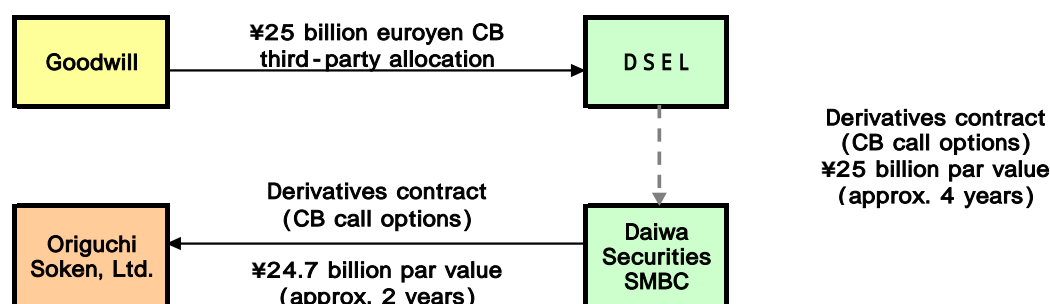 ¥25 billion euroyen CB
third-party allocation
Goodwill
DSEL
Derivatives contract
(CB call options)
¥25 billion par value
(approx. 4 years)
Derivatives contract
(CB call options)
Origuchi
Soken, Ltd.
Daiwa
Securities
SMBC
¥24.7 billion par value
(approx. 2 years)